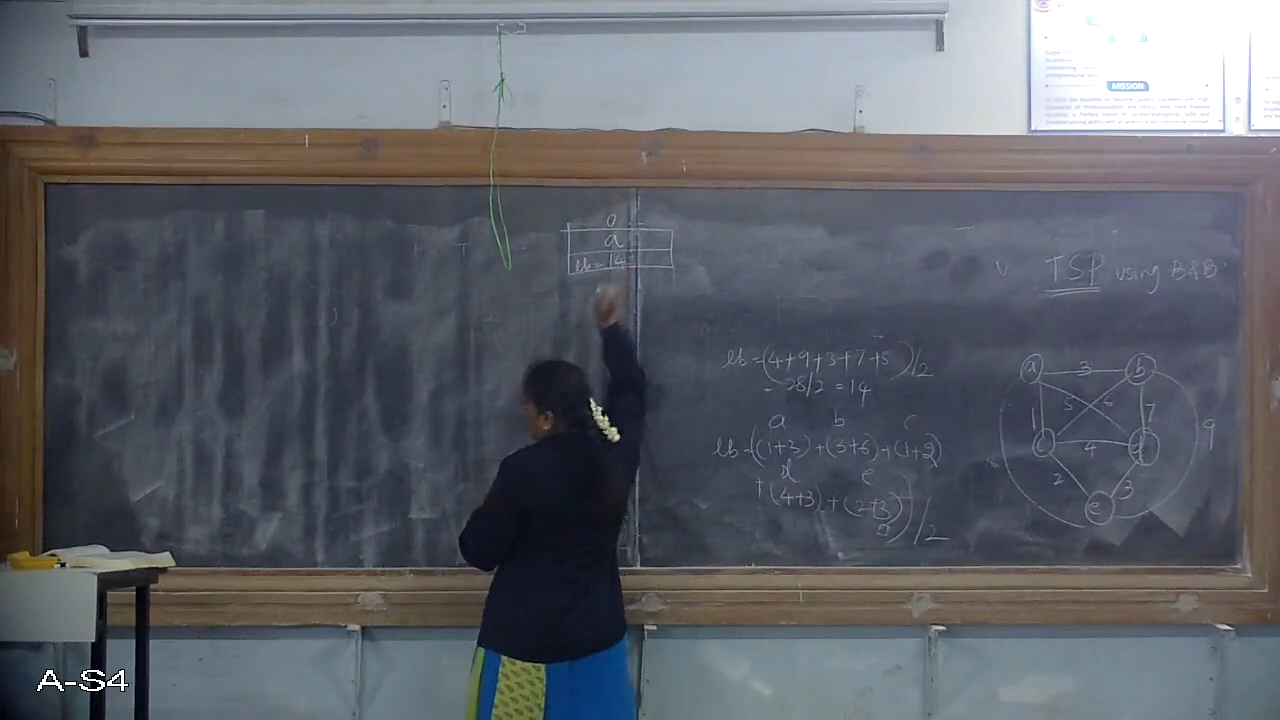 MISSION
0
a
lb = 14
TSP using B&B
lb = (4+9+3+7+5)/2
= 28/2 = 14
a b c
lb = ((1+3)+(3+6)+(1+2)
d e
+(4+3)+(2+3))/2
a 3 b
1 5 6 7 9
c 4 d
8 2 3
e
A-S4